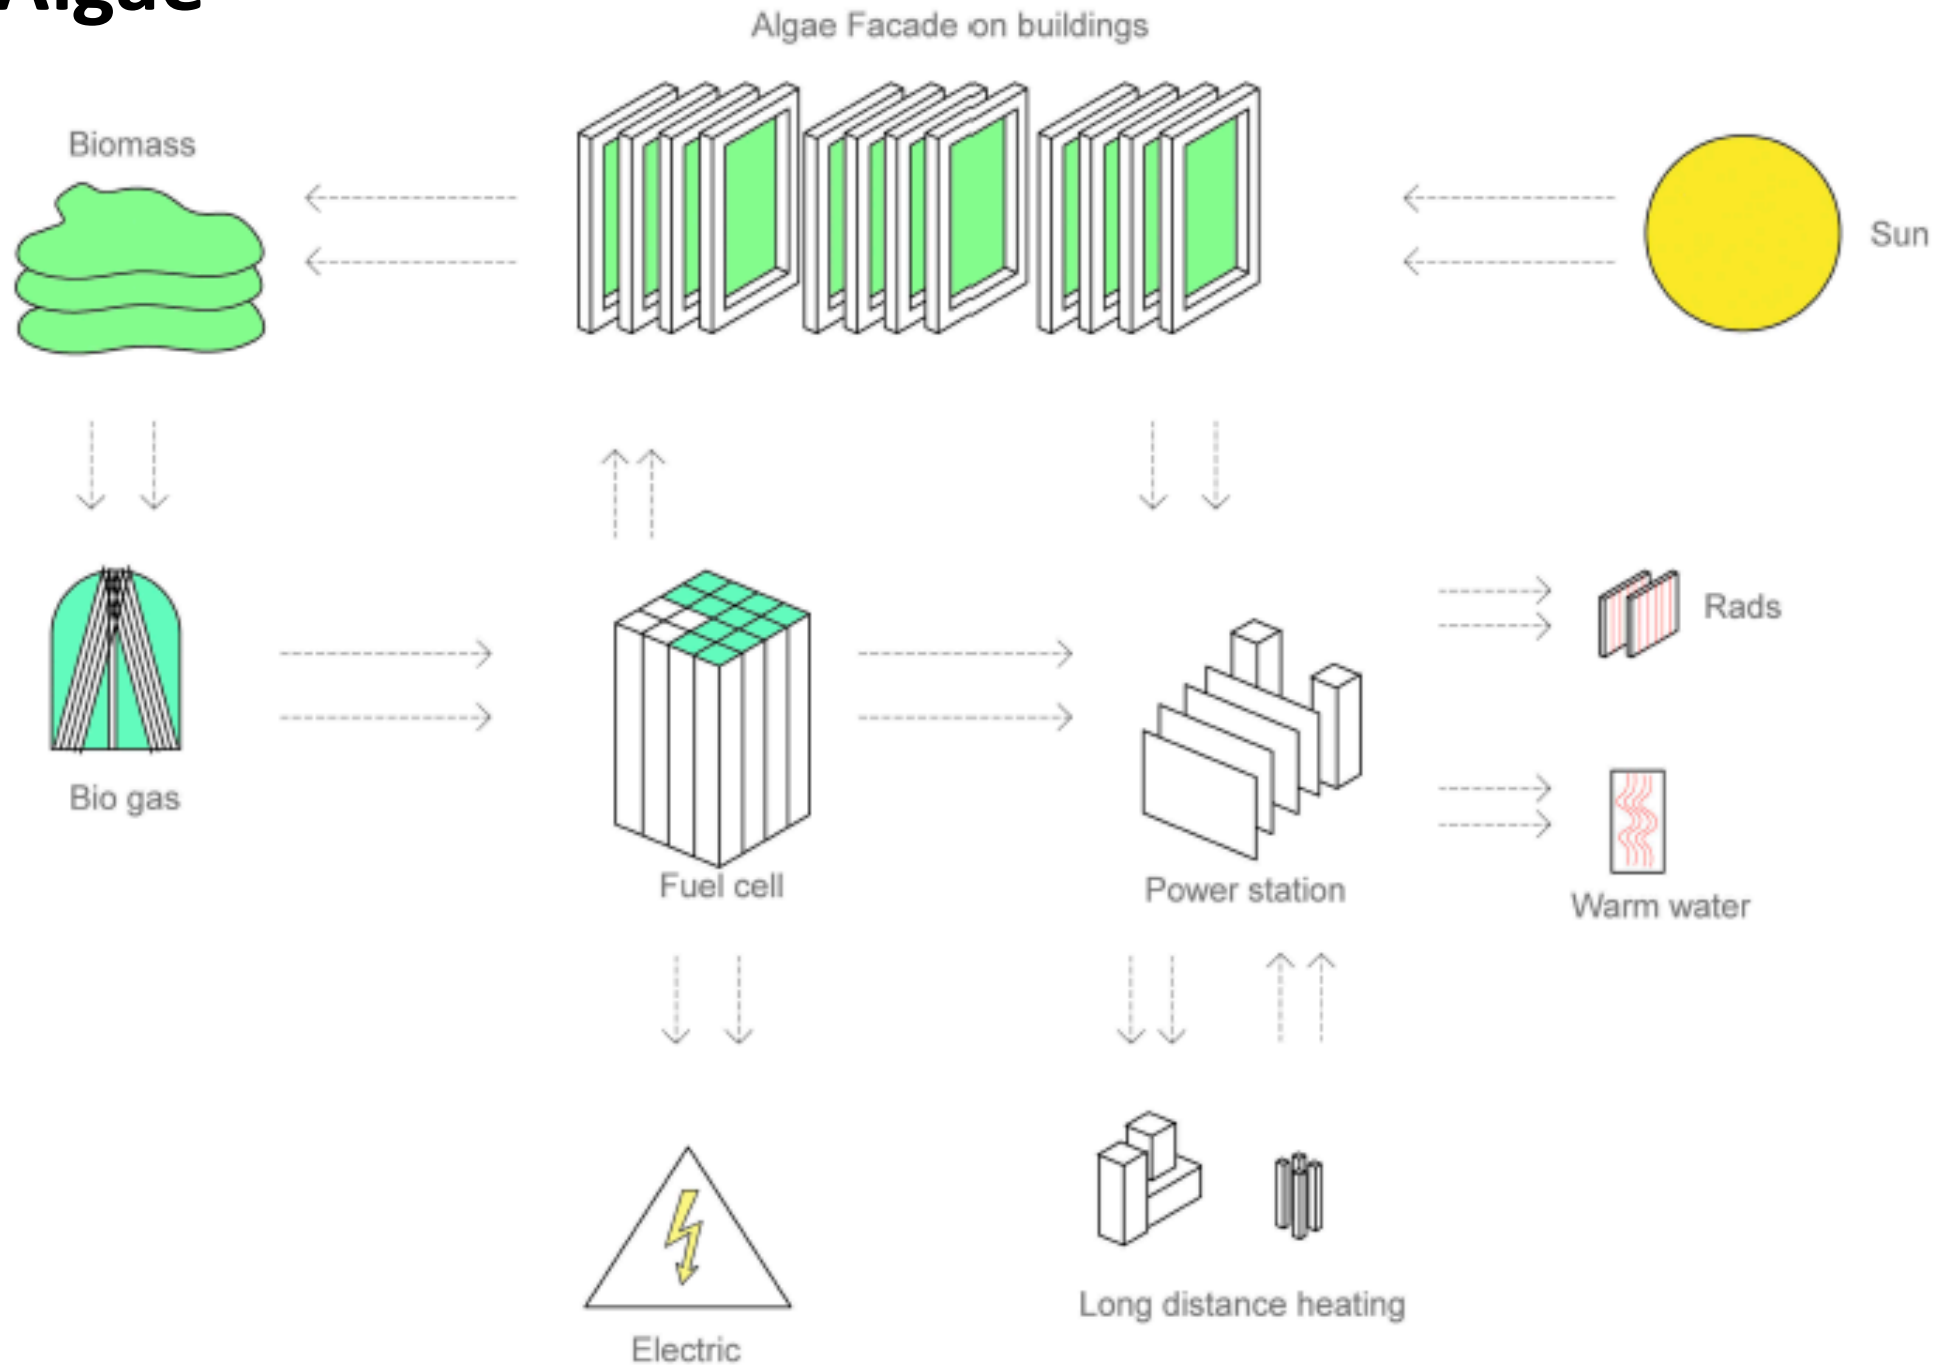 Algae
Algae Facade on buildings
Biomass
Sun
Rads
Bio gas
Fuel cell
Power station
Warm water
Long distance heating
Electric